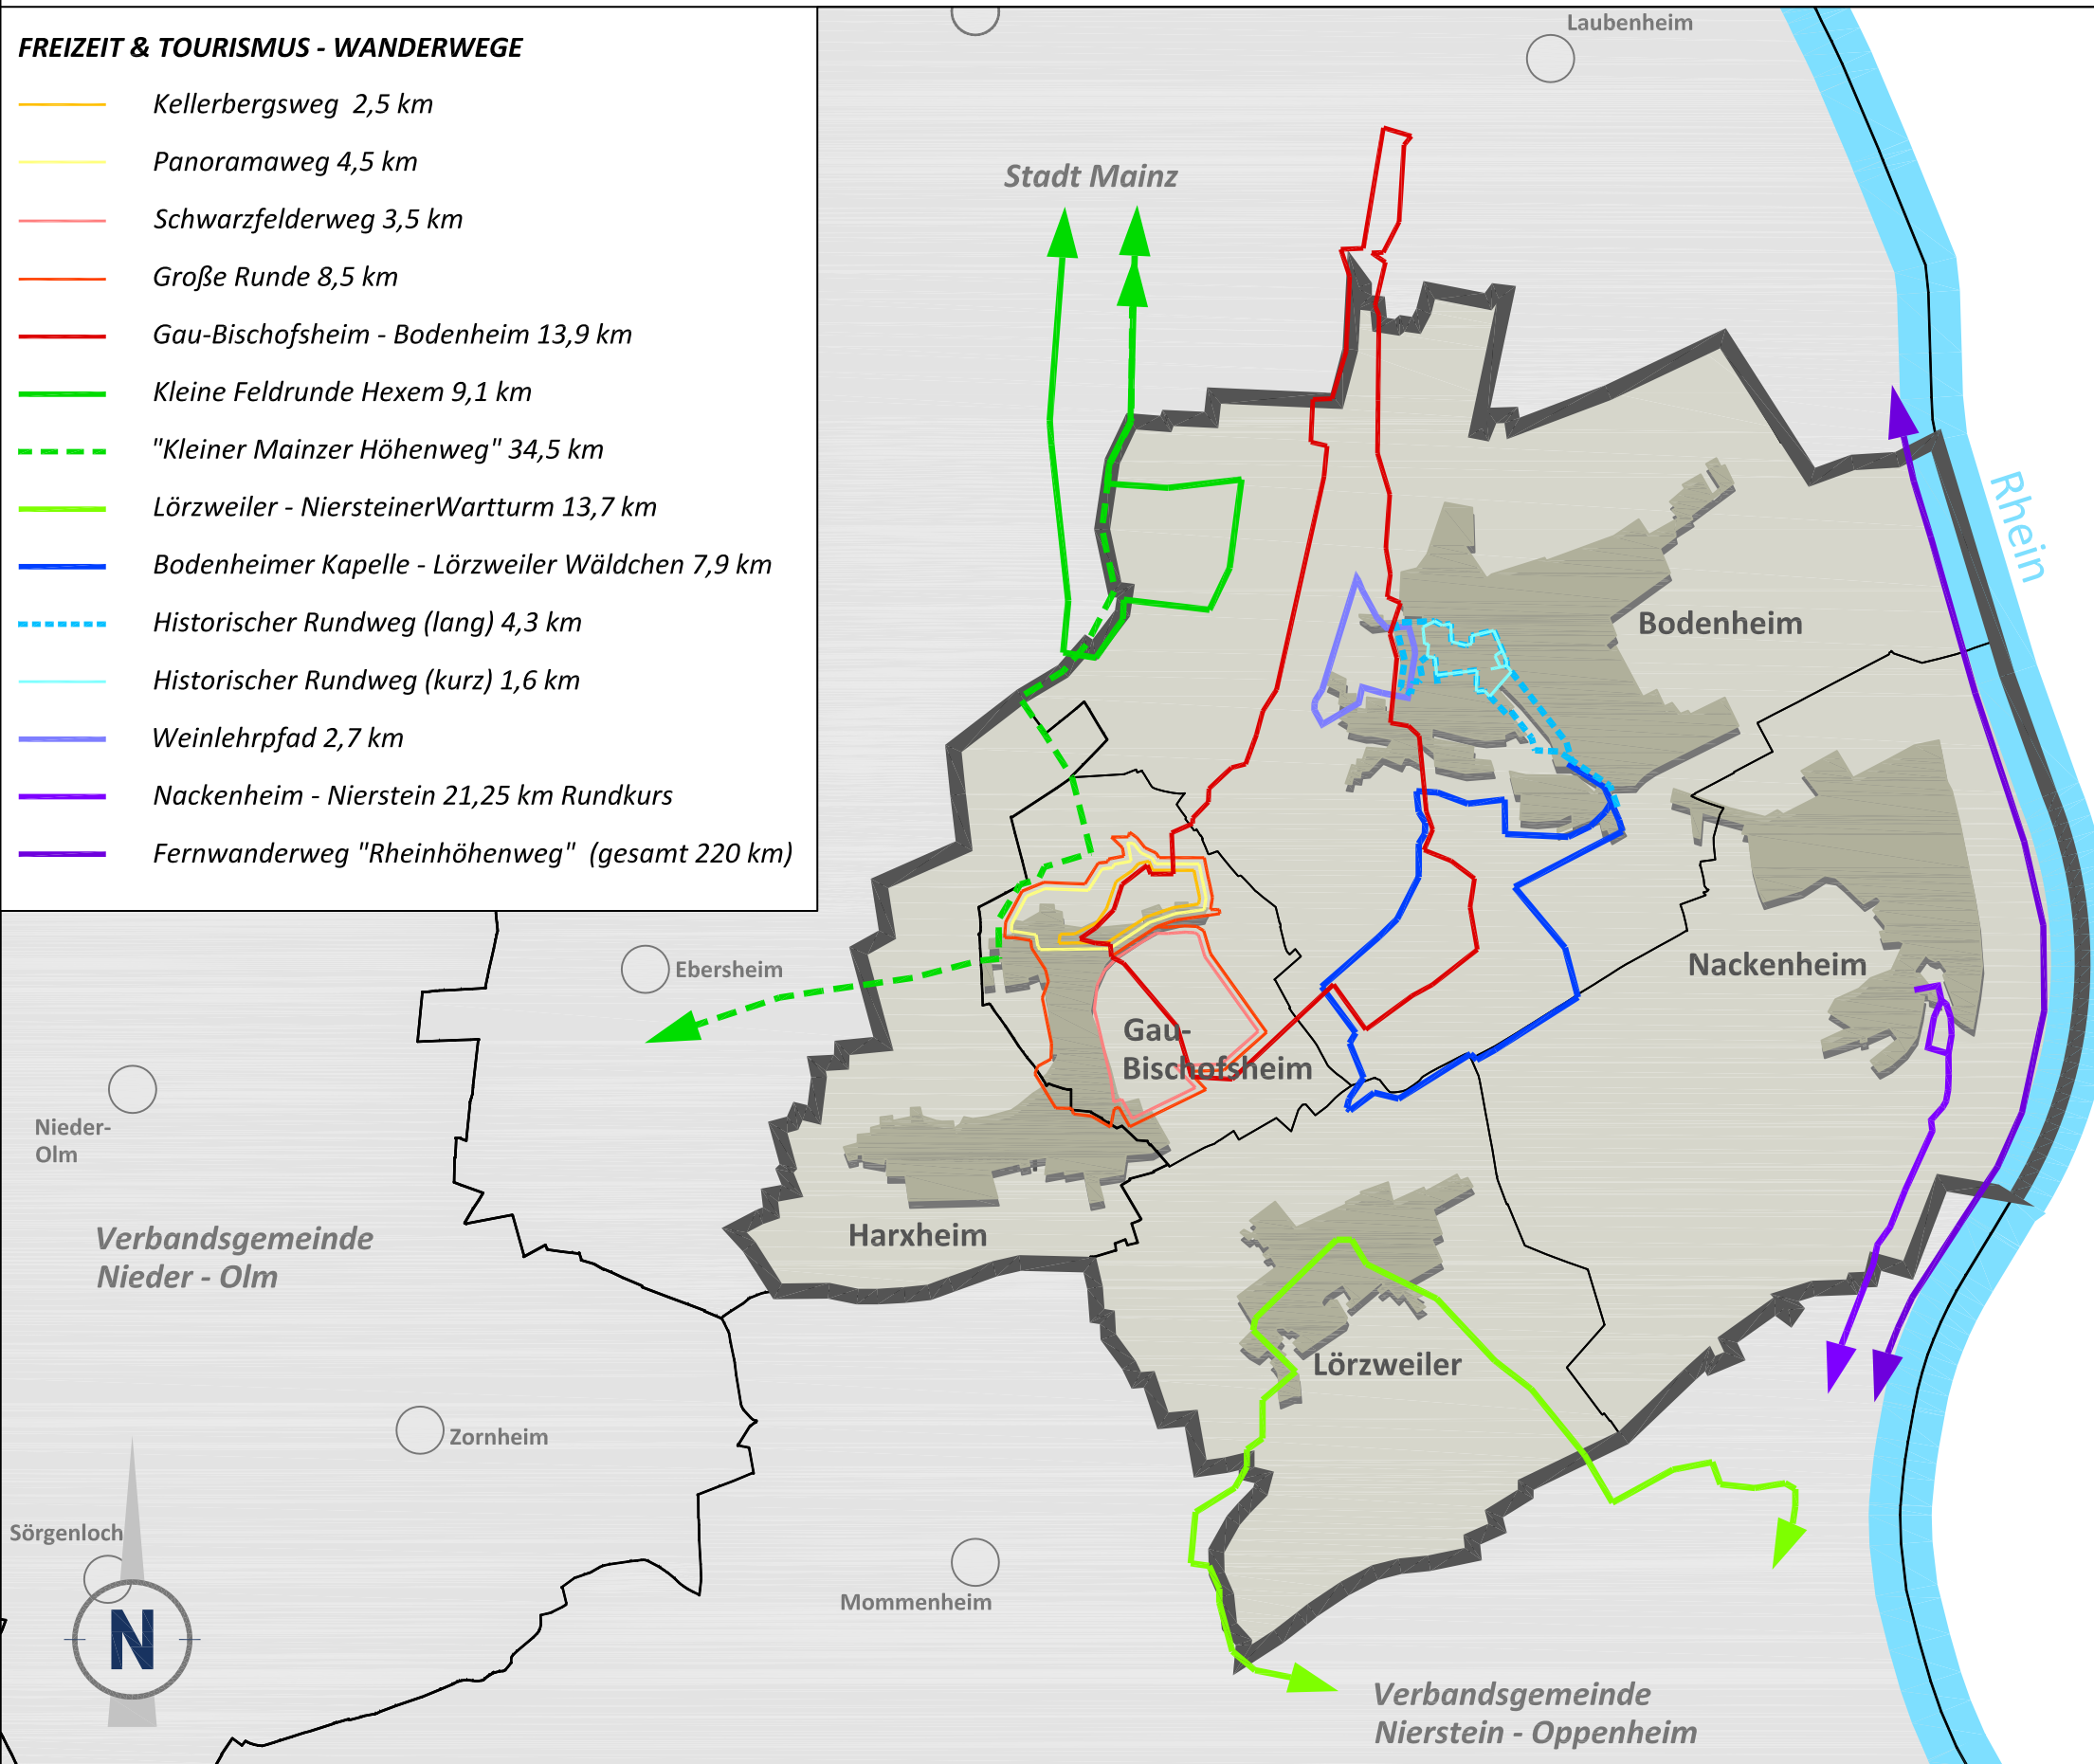 FREIZEIT & TOURISMUS - WANDERWEGE
Kellerbergsweg  2,5 km
Panoramaweg 4,5 km
Schwarzfelderweg 3,5 km
Große Runde 8,5 km
Gau-Bischofsheim - Bodenheim 13,9 km
Kleine Feldrunde Hexem 9,1 km
"Kleiner Mainzer Höhenweg" 34,5 km
Lörzweiler - NiersteinerWartturm 13,7 km
Bodenheimer Kapelle - Lörzweiler Wäldchen 7,9 km
Historischer Rundweg (lang) 4,3 km
Historischer Rundweg (kurz) 1,6 km
Weinlehrpfad 2,7 km
Nackenheim - Nierstein 21,25 km Rundkurs
Fernwanderweg "Rheinhöhenweg"  (gesamt 220 km)
Laubenheim
Stadt Mainz
Rhein
Bodenheim
Nackenheim
Ebersheim
Gau-
Bischofsheim
Nieder-
Olm
Harxheim
Verbandsgemeinde
Nieder - Olm
Lörzweiler
Zornheim
Sörgenloch
Mommenheim
N
Verbandsgemeinde
Nierstein - Oppenheim